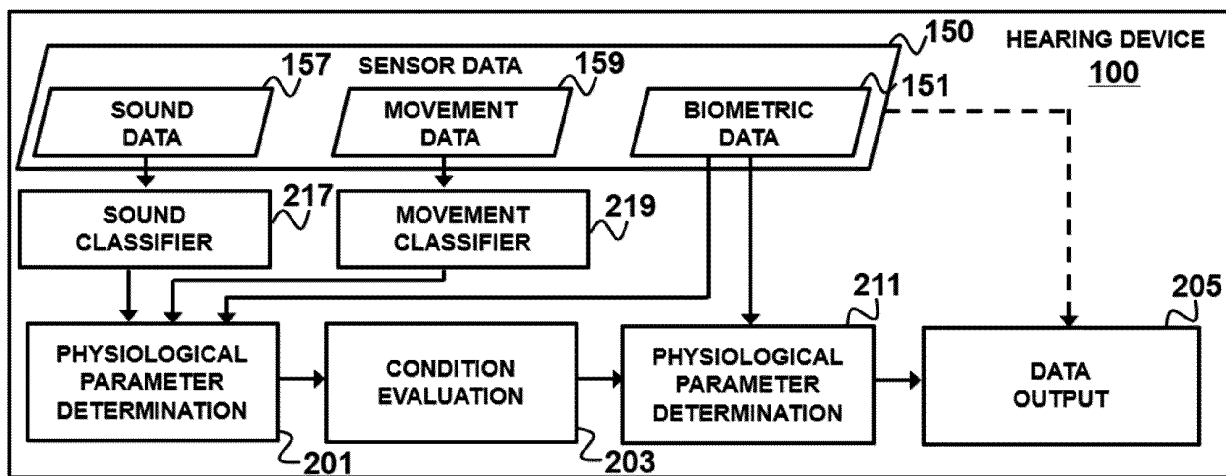 150
HEARING DEVICE
100
SENSOR DATA
157
159
151
SOUND
DATA
MOVEMENT
DATA
BIOMETRIC
DATA
217
219
SOUND
CLASSIFIER
MOVEMENT
CLASSIFIER
211
205
PHYSIOLOGICAL
PARAMETER
DETERMINATION
CONDITION
EVALUATION
PHYSIOLOGICAL
PARAMETER
DETERMINATION
DATA
OUTPUT
201
203